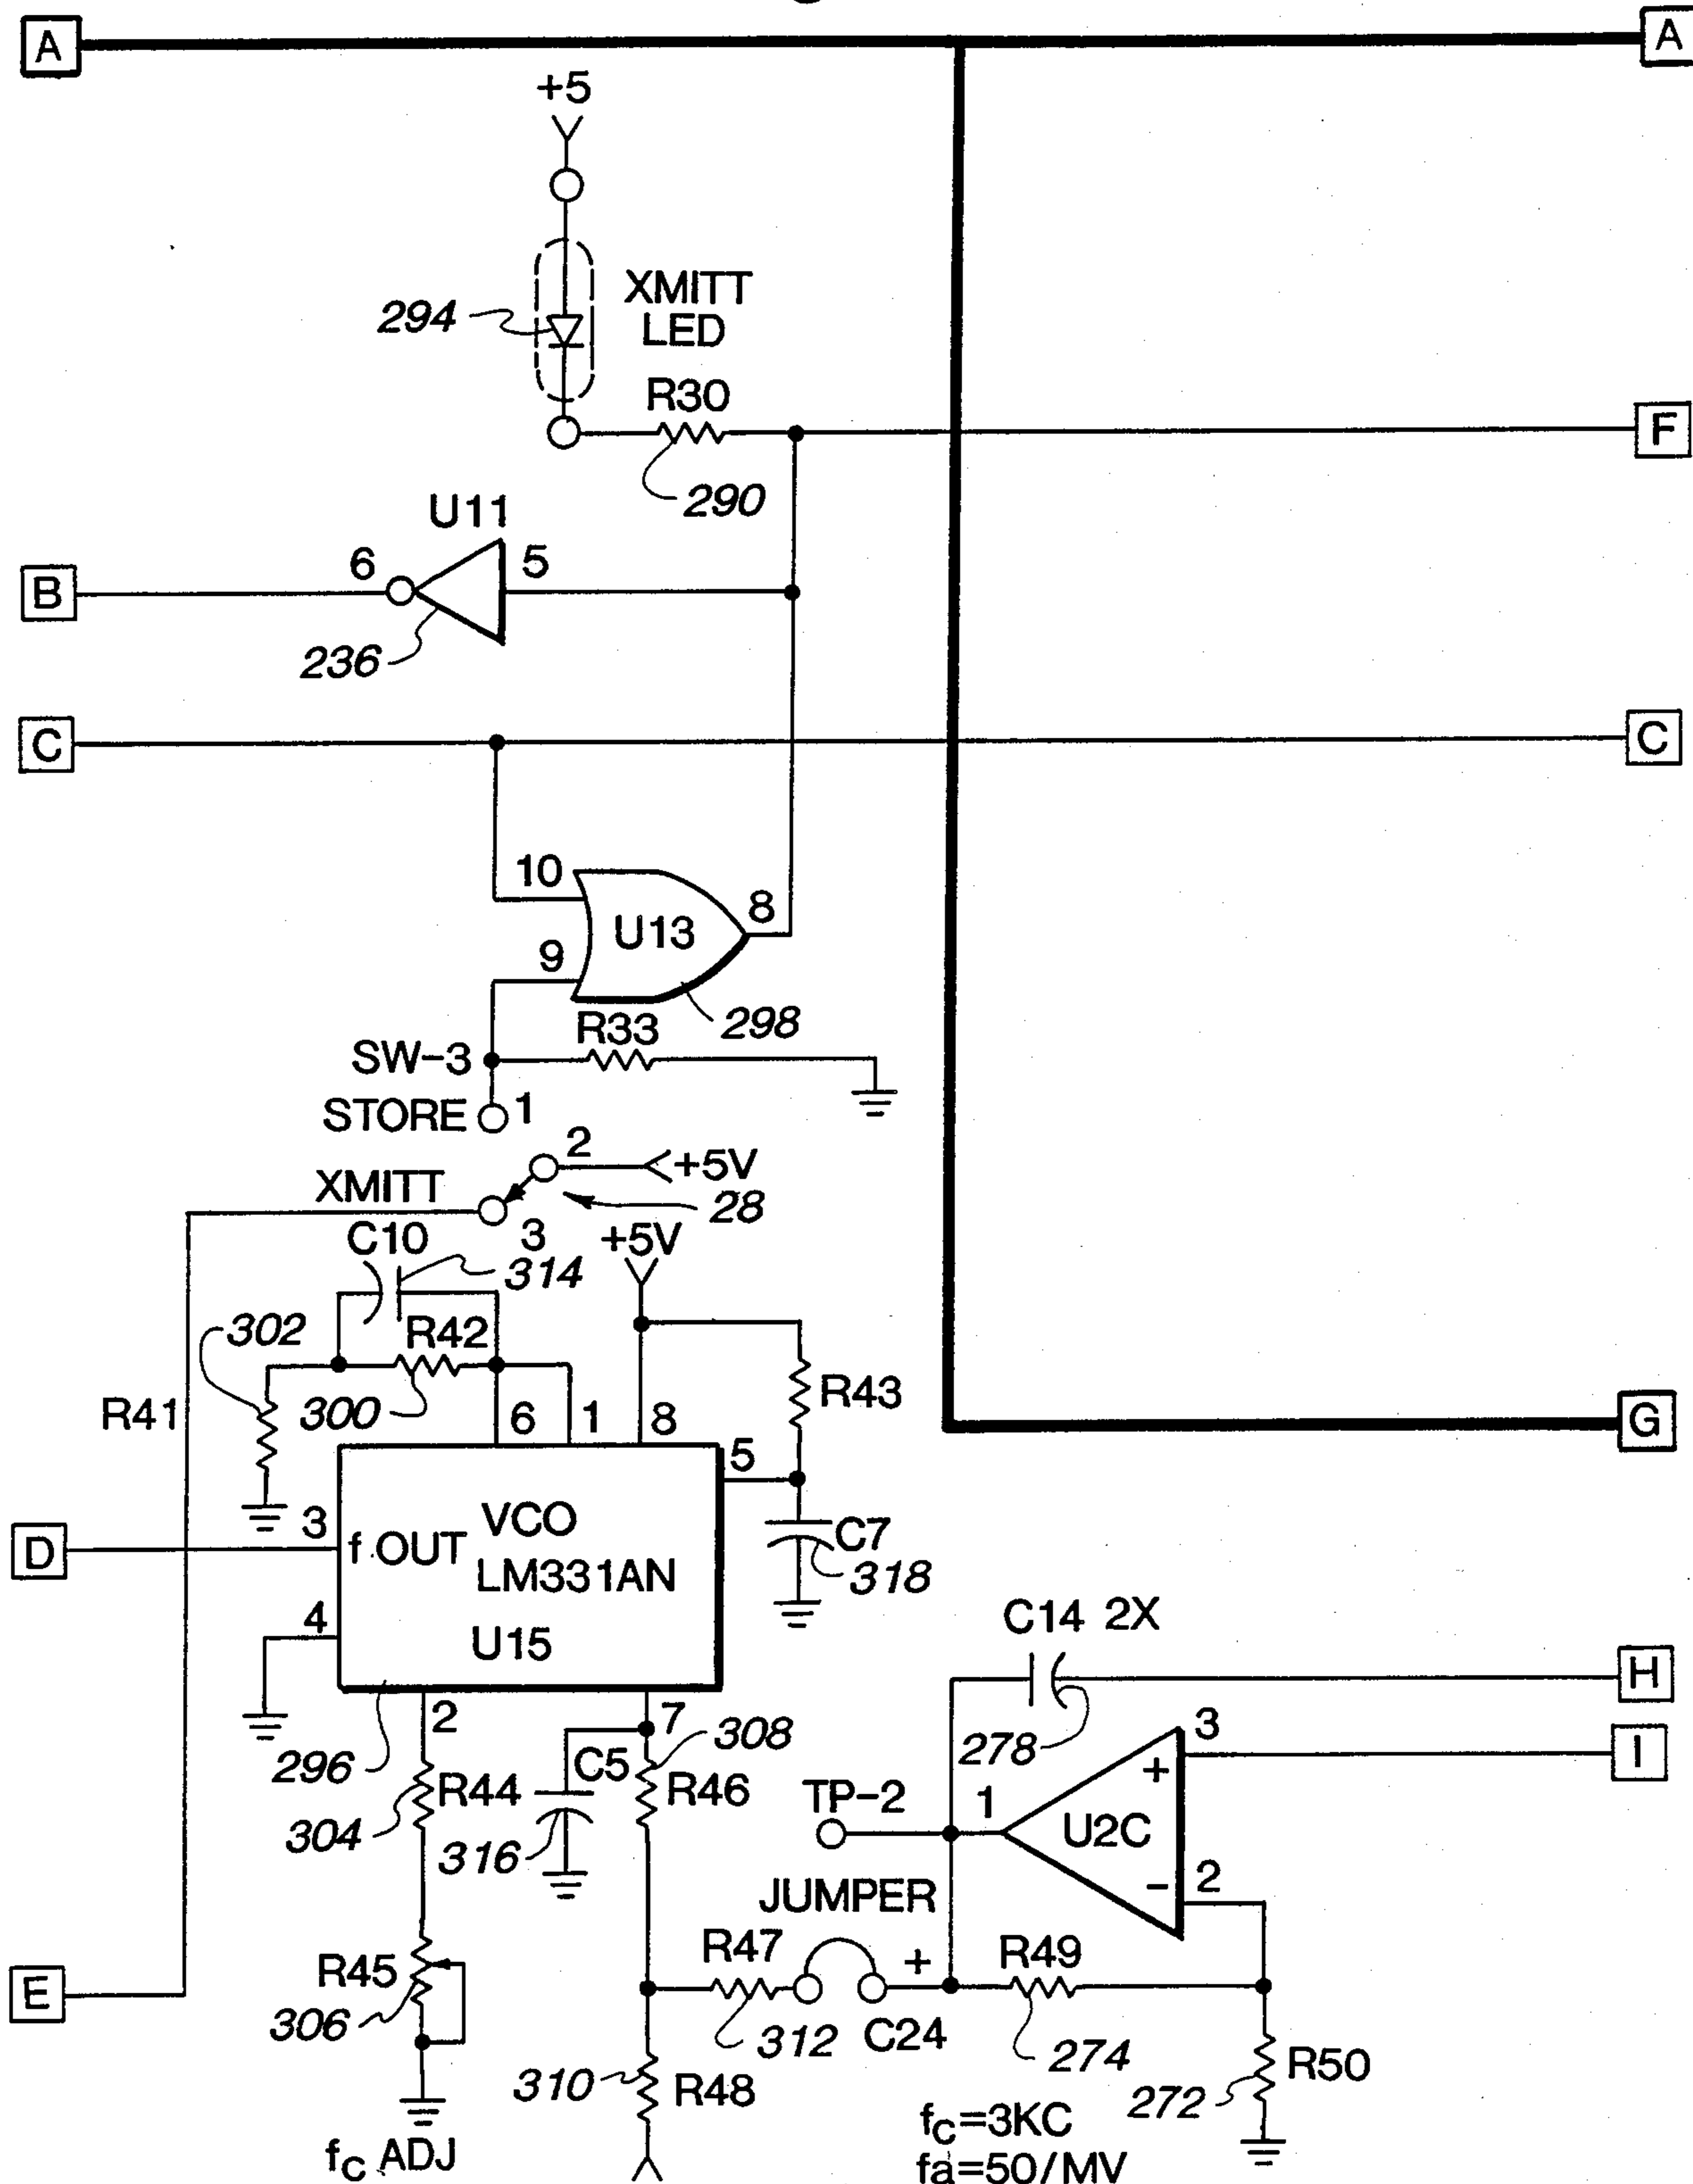 A
A
+5
XMITT
LED
294
R30
F
290
U11
6
5
B
236
C
C
10
8
U13
9
298
R33
SW-3
STORE
1
2
+5V
XMITT
28
3
C10
+5V
314
302
R42
R43
R41
300
6
1
8
G
5
3
VCO
C7
D
f.OUT
LM331AN
318
4
U15
C14 2X
H
2
7
308
3
278
I
296
C5
+
R44
R46
TP-2
1
U2C
304
316
2
-
JUMPER
R47
+
R49
R45
E
306
312
C24
274
R50
310
R48
272
fc=3KC
fc ADJ
fa=50/MV